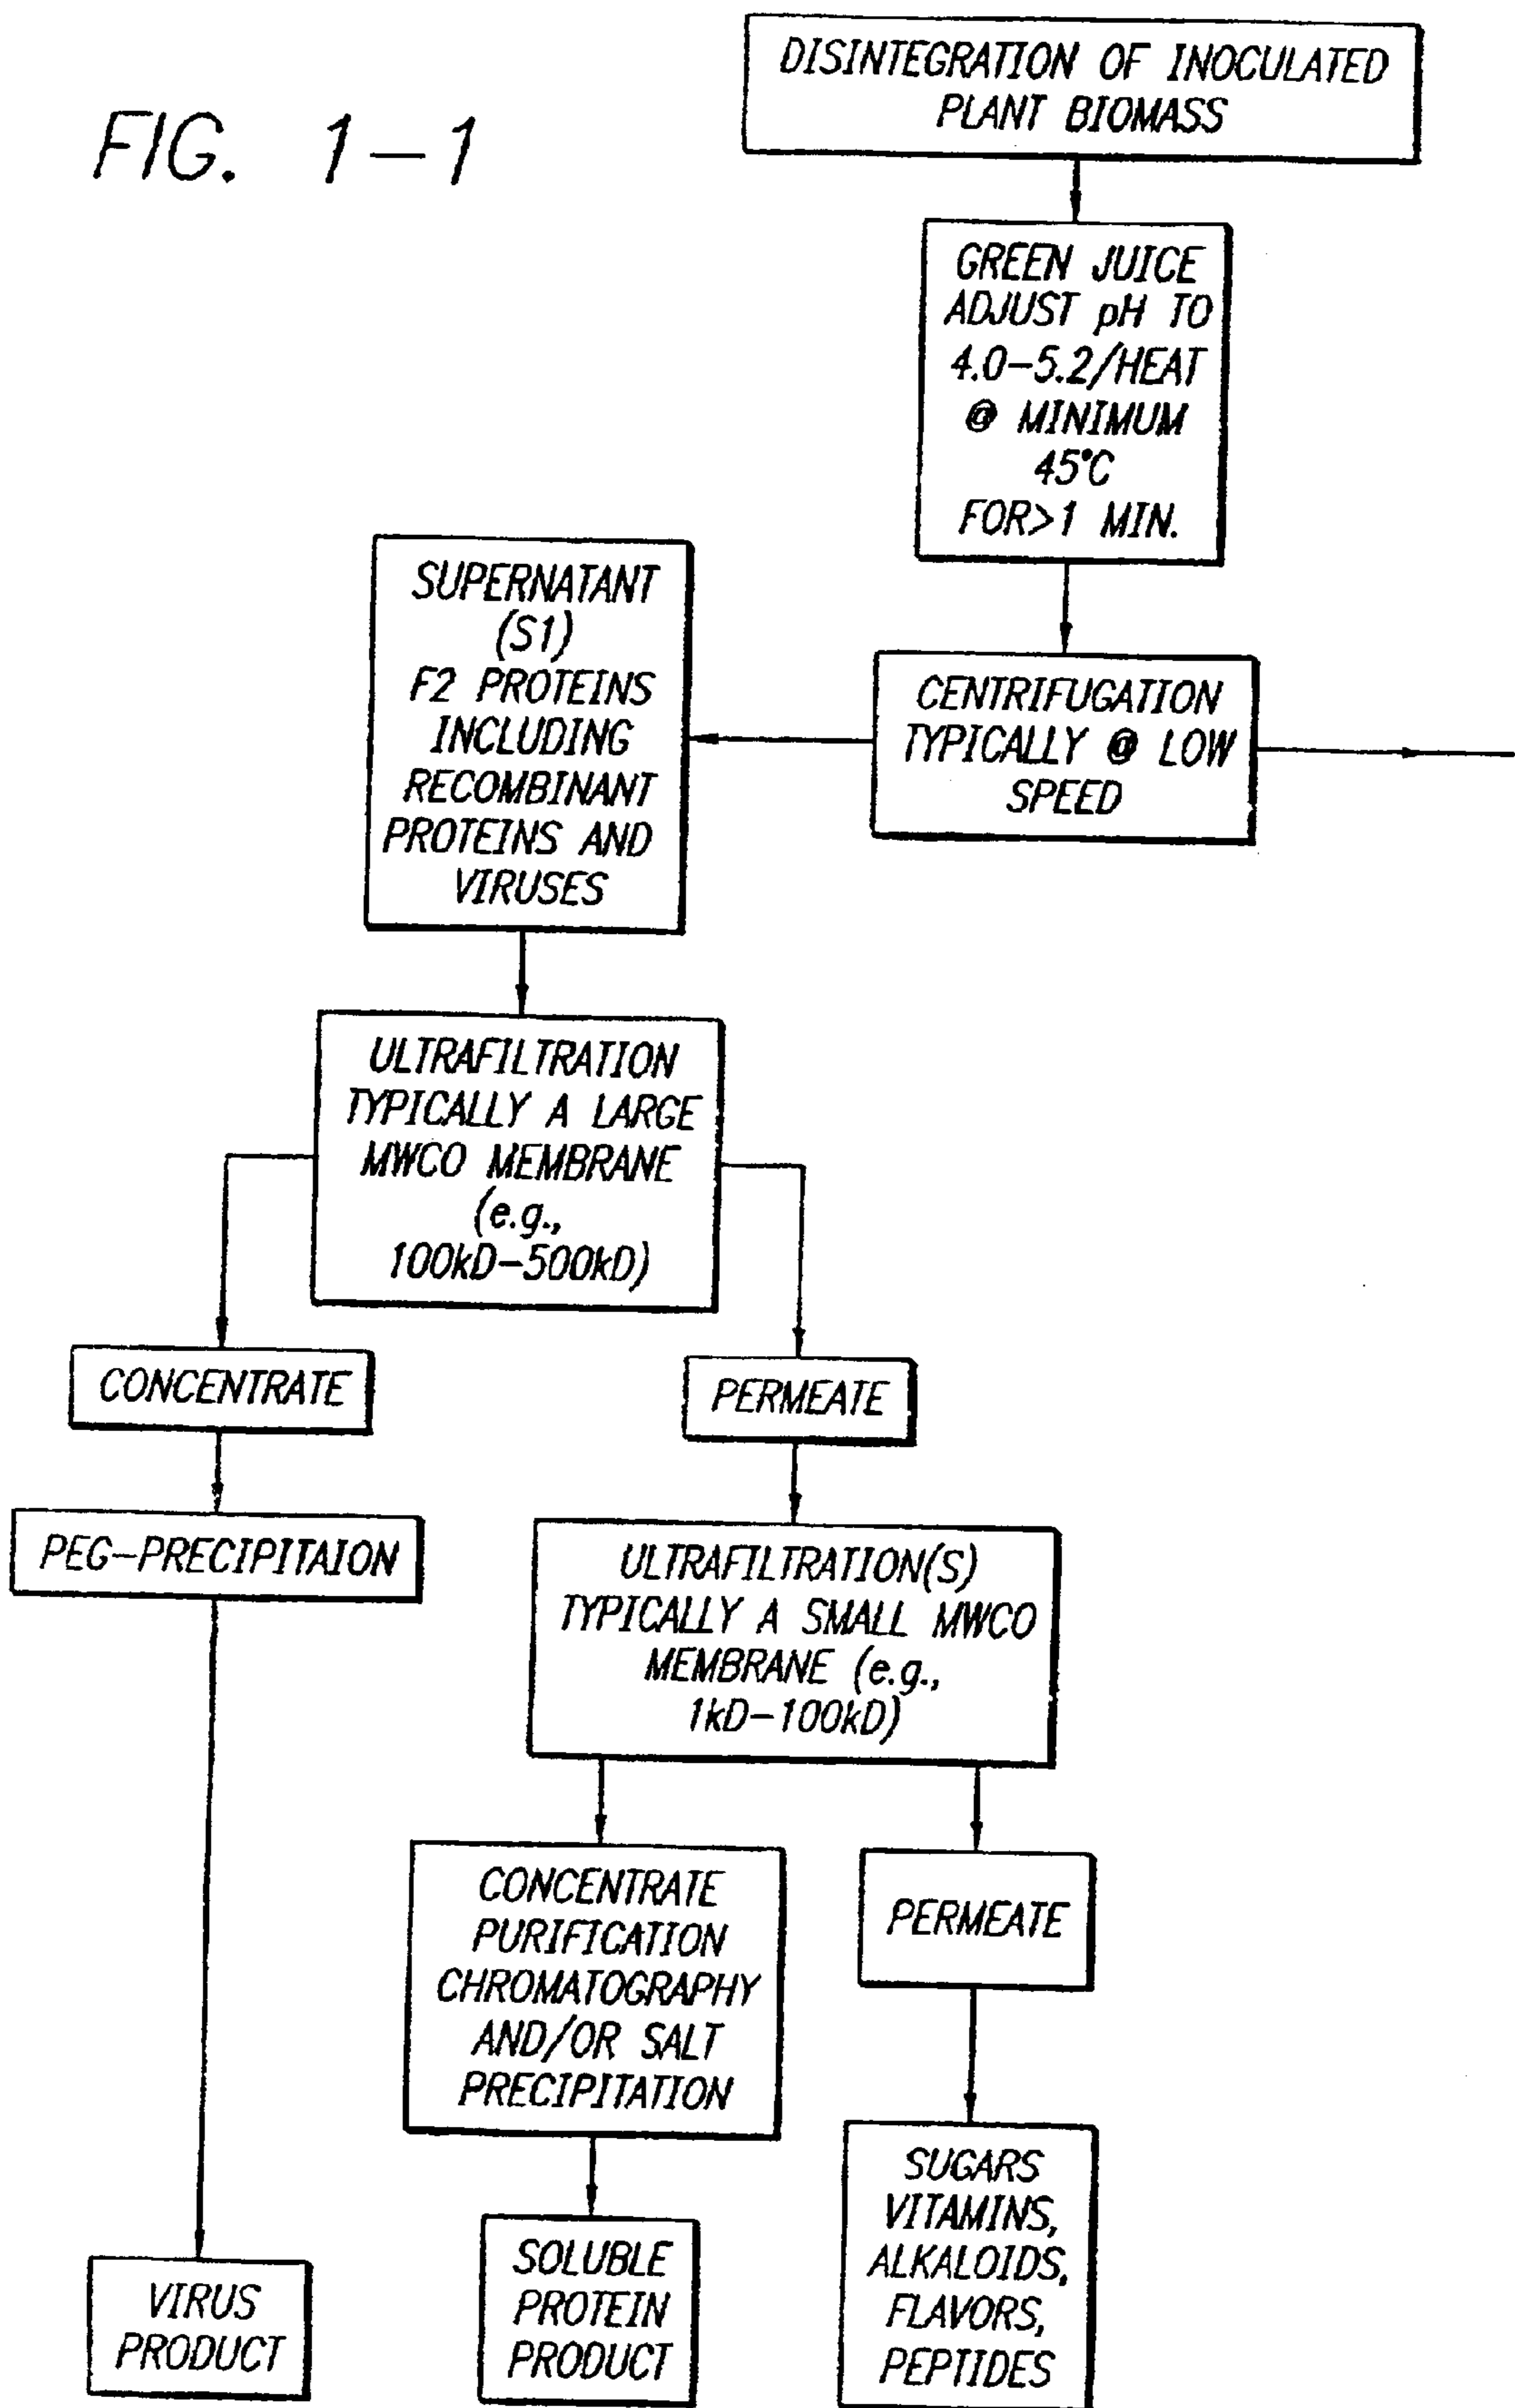 FIG. 1-1
DISINTEGRATION OF INOCULATED
PLANT BIOMASS
GREEN JUICE
ADJUST pH TO
4.0-5.2/HEAT
@ MINIMUM
45°C
FOR>1 MIN.
CENTRIFUGATION
TYPICALLY @ LOW
SPEED
SUPERNATANT
(S1)
F2 PROTEINS
INCLUDING
RECOMBINANT
PROTEINS AND
VIRUSES
ULTRAFILTRATION
TYPICALLY A LARGE
MWCO MEMBRANE
(e.g.,
100kD-500kD)
CONCENTRATE
PERMEATE
PEG-PRECIPITAION
ULTRAFILTRATION(S)
TYPICALLY A SMALL MWCO
MEMBRANE (e.g.,
1kD-100kD)
CONCENTRATE
PURIFICATION
CHROMATOGRAPHY
AND/OR SALT
PRECIPITATION
PERMEATE
VIRUS
PRODUCT
SOLUBLE
PROTEIN
PRODUCT
SUGARS
VITAMINS,
ALKALOIDS,
FLAVORS,
PEPTIDES